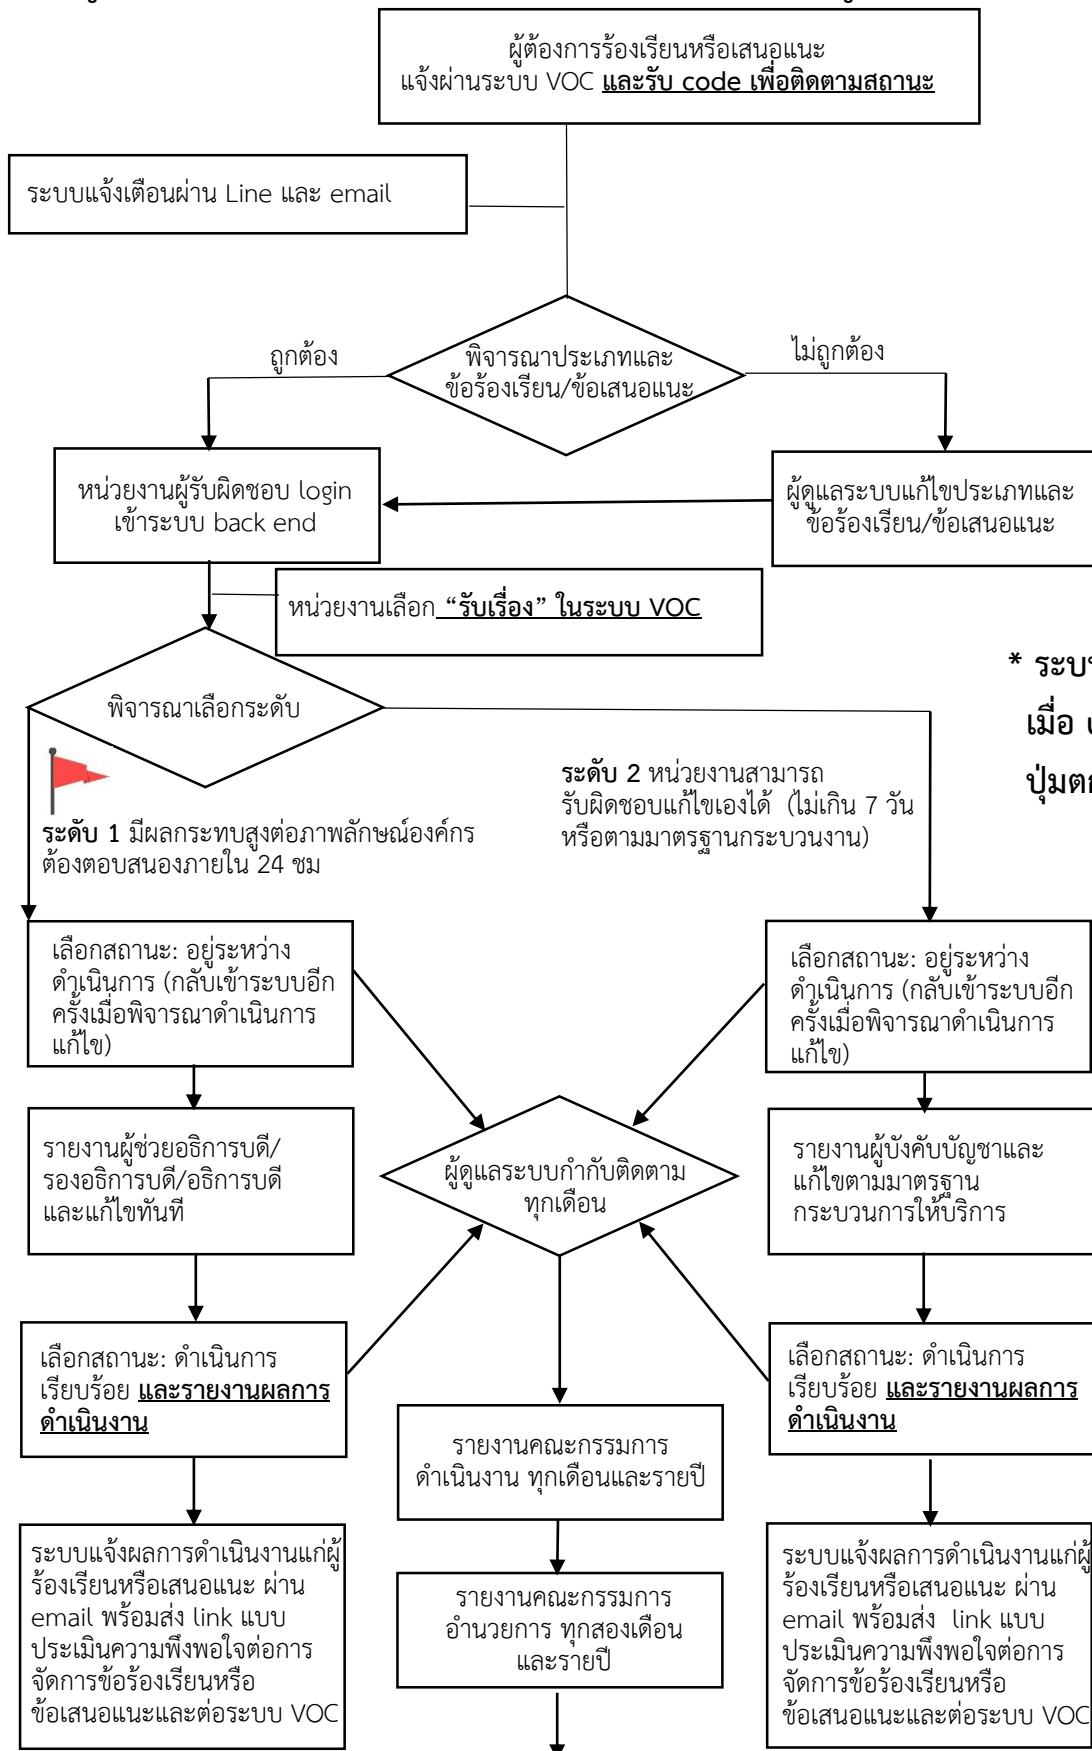 ผู้ต้องการร้องเรียนหรือเสนอแนะ
แจ้งผ่านระบบ VOC และรับ code เพื่อติดตามสถานะ
ระบบแจ้งเตือนผ่าน Line และ email
ถูกต้อง
พิจารณาประเภทและ
ข้อร้องเรียน/ข้อเสนอแนะ
ไม่ถูกต้อง
หน่วยงานผู้รับผิดชอบ login
เข้าระบบ back end
ผู้ดูแลระบบแก้ไขประเภทและ
ข้อร้องเรียน/ข้อเสนอแนะ
หน่วยงานเลือก “รับเรื่อง” ในระบบ VOC
พิจารณาเลือกระดับ
* ระบบ
เมื่อ
ระดับ 1 มีผลกระทบสูงต่อภาพลักษณ์องค์กร
ต้องตอบสนองภายใน 24 ชม
ระดับ 2 หน่วยงานสามารถ
รับผิดชอบแก้ไขเองได้ (ไม่เกิน 7 วัน
หรือตามมาตรฐานกระบวนงาน)
เลือกสถานะ: อยู่ระหว่าง
ดำเนินการ (กลับเข้าระบบอีก
ครั้งเมื่อพิจารณาดำเนินการ
แก้ไข)
เลือกสถานะ: อยู่ระหว่าง
ดำเนินการ (กลับเข้าระบบอีก
ครั้งเมื่อพิจารณาดำเนินการ
แก้ไข)
รายงานผู้ช่วยอธิการบดี/
รองอธิการบดี/อธิการบดี
และแก้ไขทันที
ผู้ดูแลระบบกำกับติดตาม
ทุกเดือน
รายงานผู้บังคับบัญชาและ
แก้ไขตามมาตรฐาน
กระบวนการให้บริการ
เลือกสถานะ: ดำเนินการ
เรียบร้อย และรายงานผลการ
ดำเนินงาน
เลือกสถานะ: ดำเนินการ
เรียบร้อย และรายงานผลการ
ดำเนินงาน
รายงานคณะกรรมการ
ดำเนินงาน ทุกเดือนและรายปี
ระบบแจ้งผลการดำเนินงานแก่ผู้
ร้องเรียนหรือเสนอแนะ ผ่าน
email พร้อมส่ง link แบบ
ประเมินความพึงพอใจต่อการ
จัดการข้อร้องเรียนหรือ
ข้อเสนอแนะและต่อระบบ VOC
รายงานคณะกรรมการ
อำนวยการ ทุกสองเดือน
และรายปี
ระบบแจ้งผลการดำเนินงานแก่ผู้
ร้องเรียนหรือเสนอแนะ ผ่าน
email พร้อมส่ง link แบบ
ประเมินความพึงพอใจต่อการ
จัดการข้อร้องเรียนหรือ
ข้อเสนอแนะและต่อระบบ VOC